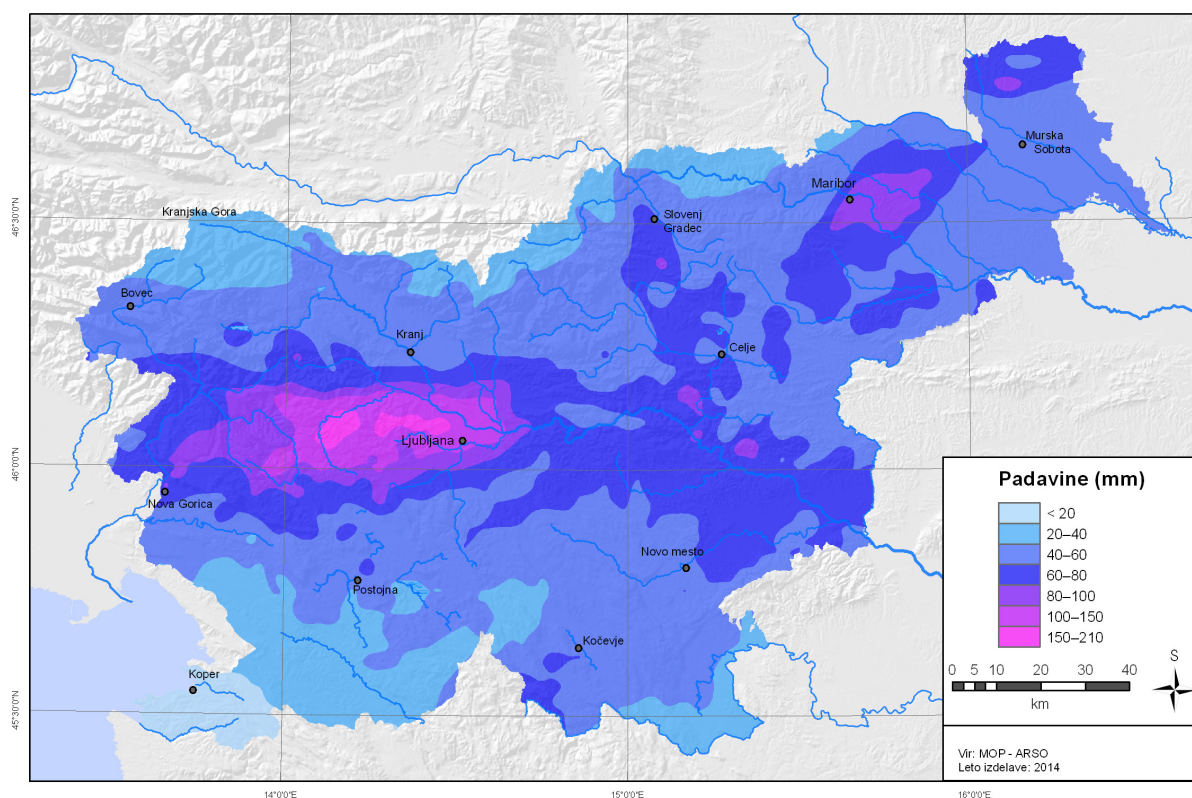 Murska
Sobota
Maribor
Kranjska Gora
Slovenj
Gradec
46°30'0"N
Bovec
Kranj
Celje
Ljubljana
46°0'0"N
Nova Gorica
Novo mesto
Postojna
Kočevje
Koper
45°30'0"N
Padavine (mm)
< 20
20–40
40–60
60–80
80–100
100–150
150–210
S
0 5 10 20 30 40
km
Vir: MOP - ARSO
Leto izdelave: 2014
14°0'0"E 15°0'0"E 16°0'0"E